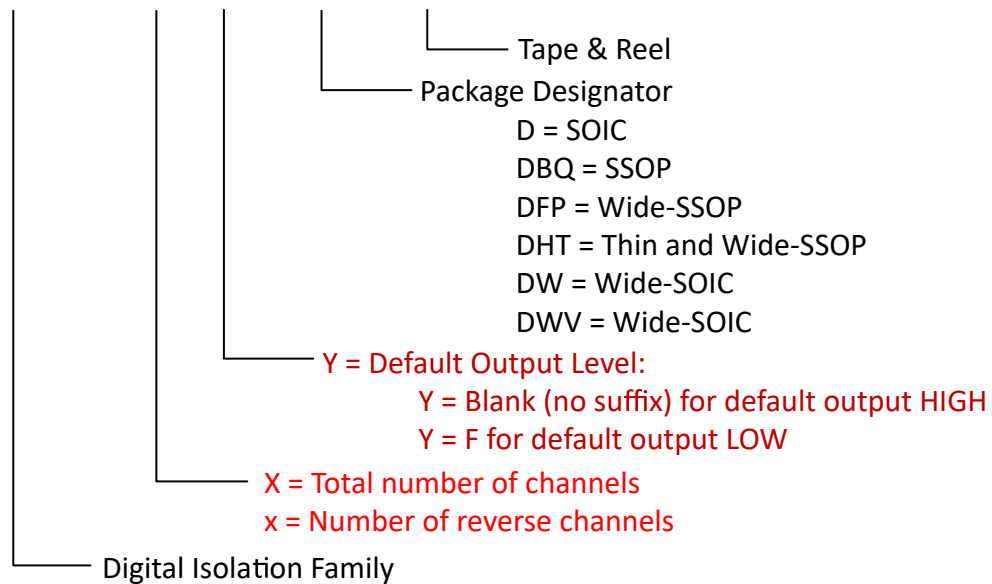 Tape & Reel
Package Designator
D = SOIC
DBQ = SSOP
DFP = Wide-SSOP
DHT = Thin and Wide-SSOP
DW = Wide-SOIC
DWV = Wide-SOIC
Y = Default Output Level:
Y = Blank (no suffix) for default output HIGH
Y = F for default output LOW
X = Total number of channels
x = Number of reverse channels
Digital Isolation Family